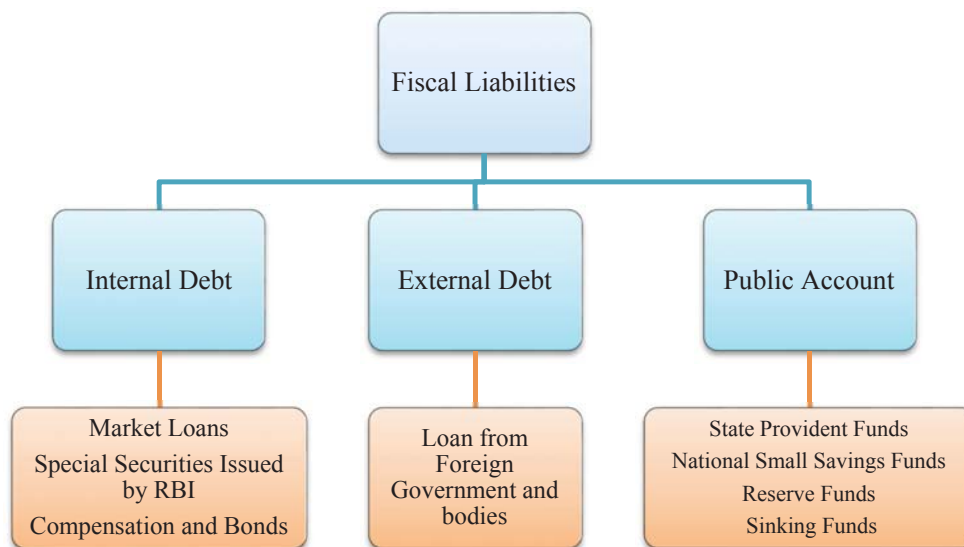 Fiscal Liabilities
Internal Debt
External Debt
Public Account
Market Loans
Special Securities Issued
by RBI
Compensation and Bonds
Loan from
Foreign
Government and
bodies
State Provident Funds
National Small Savings Funds
Reserve Funds
Sinking Funds